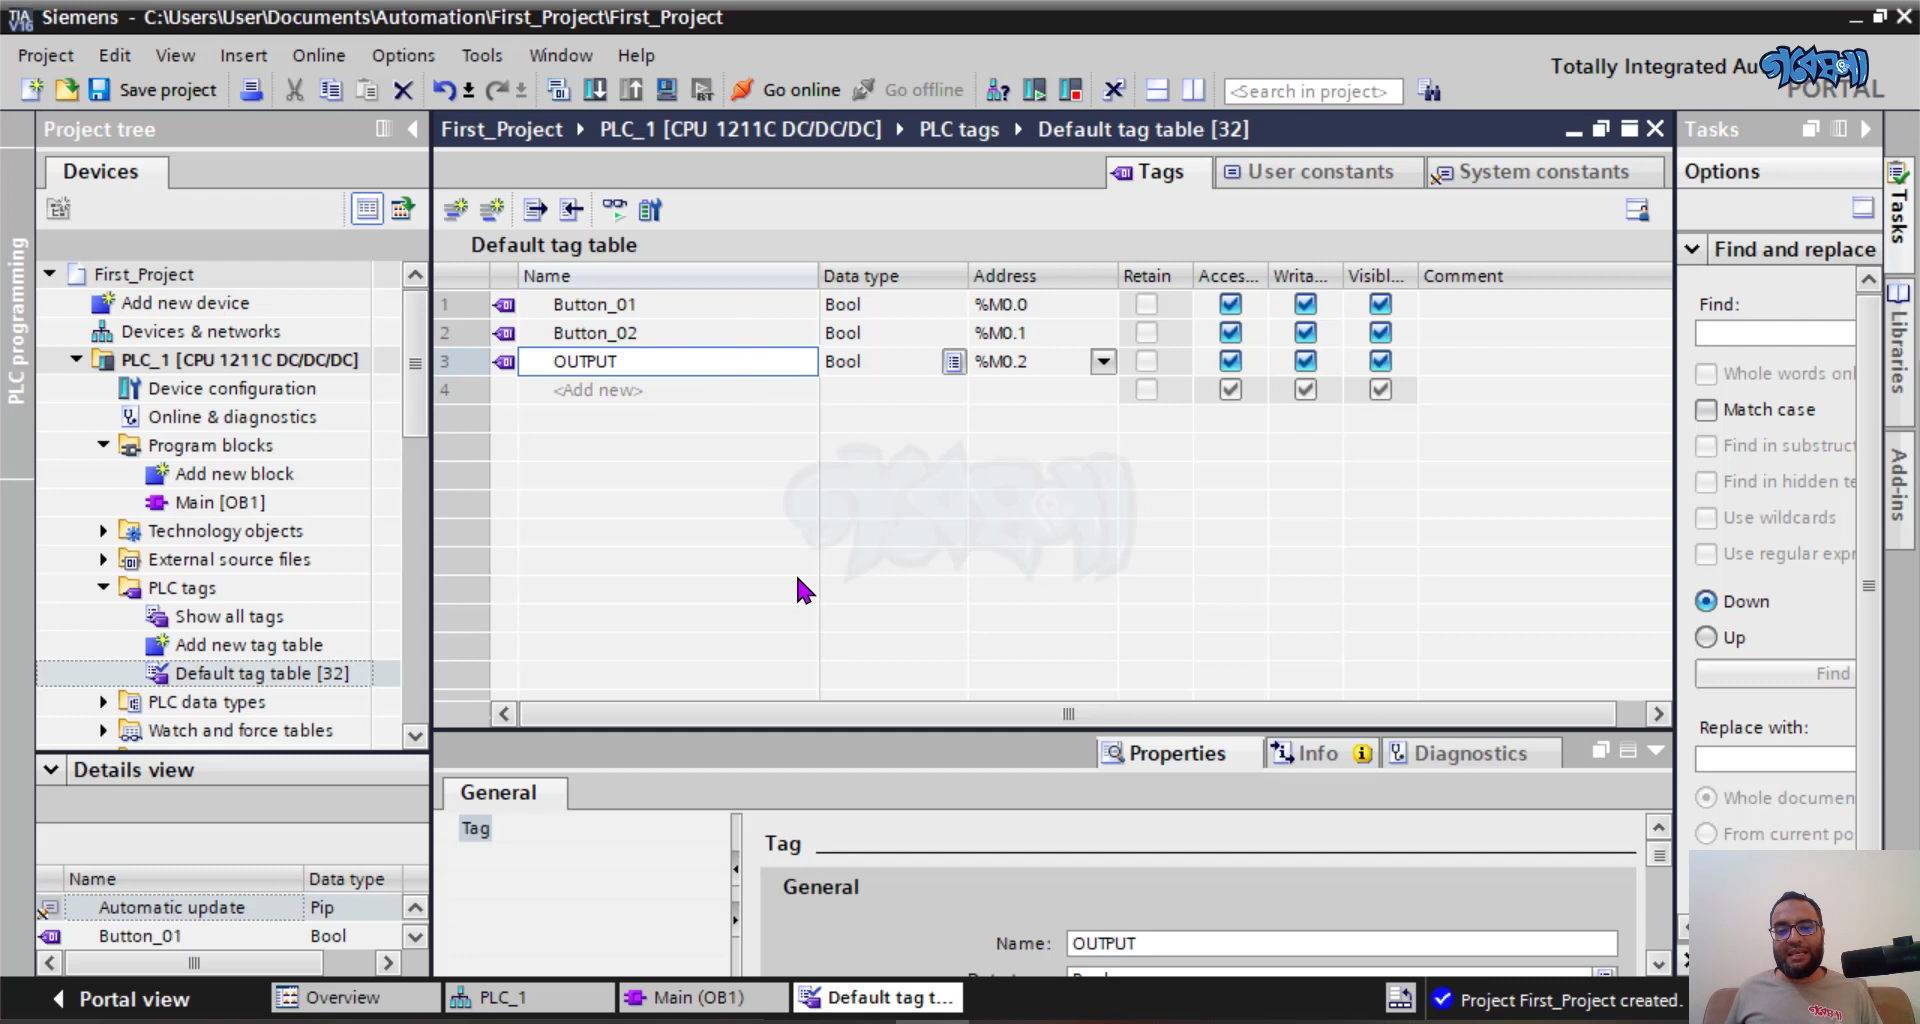 TIA
V16
Siemens - C:\Users\User\Documents\Automation\First_Project\First_Project
Project Edit View Insert Online Options Tools Window Help
Totally Integrated Au
PORTAL
Save project
Go online
Go offline
<Search in project>
Project tree
First_Project PLC_1 [CPU 1211C DC/DC/DC] PLC tags Default tag table [32]
Tasks
Devices
Tags
User constants
System constants
Options
PLC programming
Default tag table
Find and replace
Name Data type Address Retain Acces... Writa... Visibl... Comment
1 Button_01 Bool %M0.0
2 Button_02 Bool %M0.1
3 OUTPUT Bool %M0.2
4 <Add new>
First_Project
Add new device
Devices & networks
PLC_1 [CPU 1211C DC/DC/DC]
Device configuration
Online & diagnostics
Program blocks
Add new block
Main [OB1]
Technology objects
External source files
PLC tags
Show all tags
Add new tag table
Default tag table [32]
PLC data types
Watch and force tables
Find:
Whole words onl
Match case
Find in substruct
Find in hidden te
Use wildcards
Use regular expr
Down
Up
Find
Replace with:
Whole documen
From current po
Tasks
Libraries
Add-ins
Details view
Name Data type
Automatic update Pip
Button_01 Bool
Properties
Info
Diagnostics
General
Tag
Tag
General
Name: OUTPUT
Portal view
Overview
PLC_1
Main (OB1)
Default tag t...
Project First_Project created.